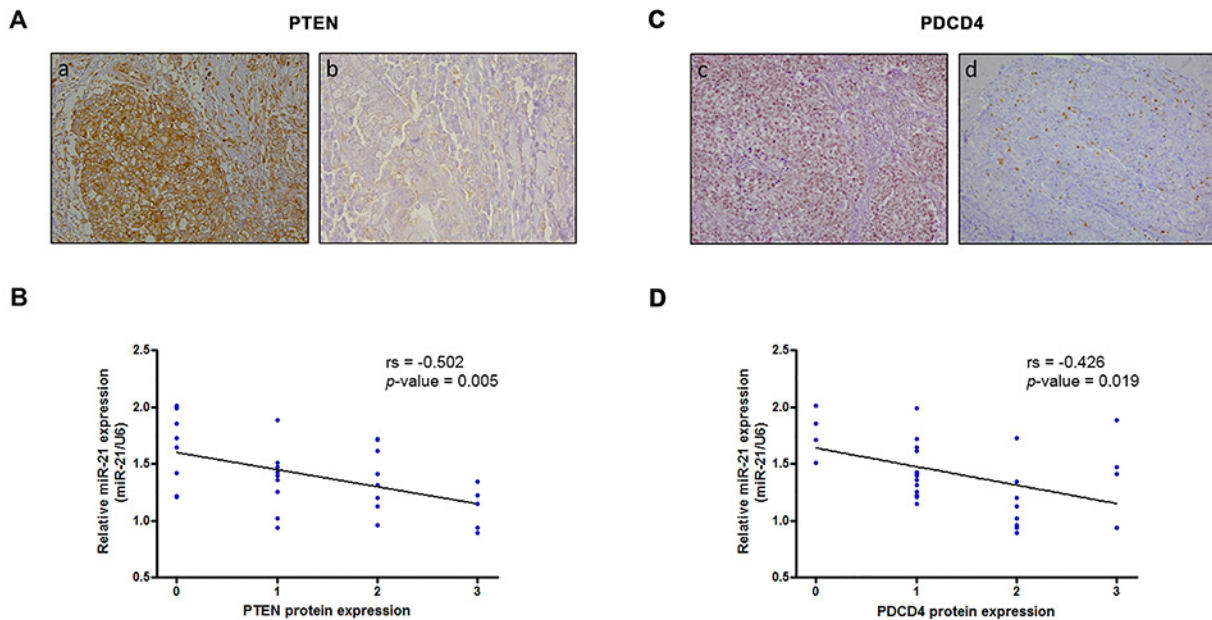 A
PTEN
a
b
C
PDCD4
c
d
B
rs = -0.502
p-value = 0.005
Relative miR-21 expression
(miR-21/U6)
2.5
2.0
1.5
1.0
0.5
0 1 2 3
PTEN protein expression
D
rs = -0.426
p-value = 0.019
Relative miR-21 expression
(miR-21/U6)
2.5
2.0
1.5
1.0
0.5
0 1 2 3
PDCD4 protein expression